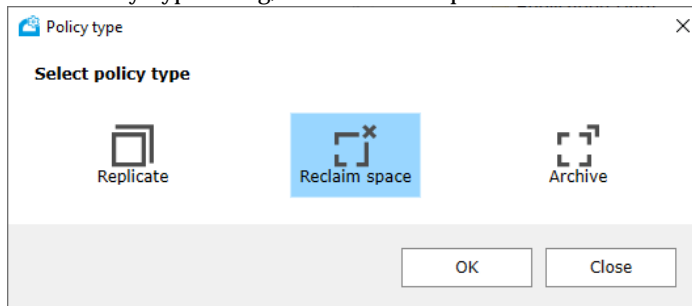 Policy type
Select policy type
Replicate
Reclaim space
Archive
OK
Close